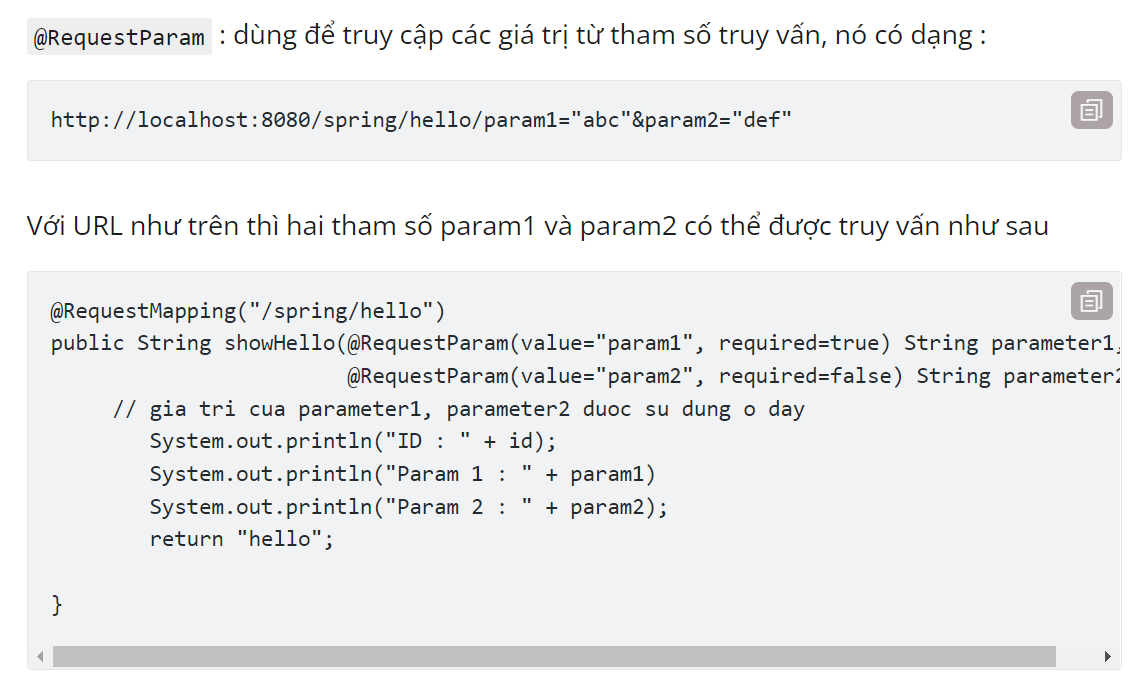 @RequestParam : dùng để truy cập các giá trị từ tham số truy vấn, nó có dạng :
http://localhost:8080/spring/hello/param1="abc"&param2="def"
Với URL như trên thì hai tham số param1 và param2 có thể được truy vấn như sau
@RequestMapping("/spring/hello")
public String showHello(@RequestParam(value="param1", required=true) String parameter1,
@RequestParam(value="param2", required=false) String parameter2
// gia tri cua parameter1, parameter2 duoc su dung o day
System.out.println("ID : " + id);
System.out.println("Param 1 : " + param1)
System.out.println("Param 2 : " + param2);
return "hello";
}